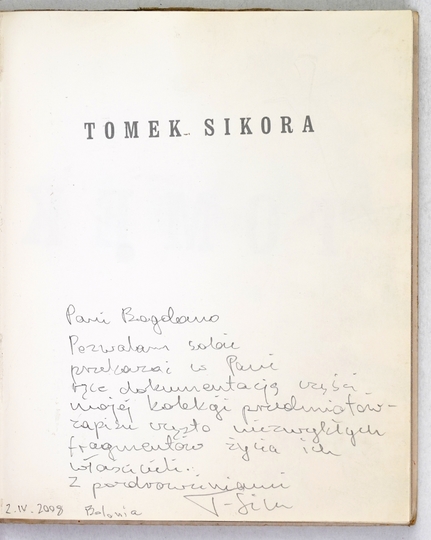 TOMEK SIKORA
Pani Bogdano
Pozwalam sobie
przekazać w Pani
ręce dokumentację części
mojej kolekcji przedmiotów-
zapisu często niezwykłych
fragmentów życia ich
właścicieli.
Z pozdrowieniami
T. Sikora
2.IV.2008 Bolonia